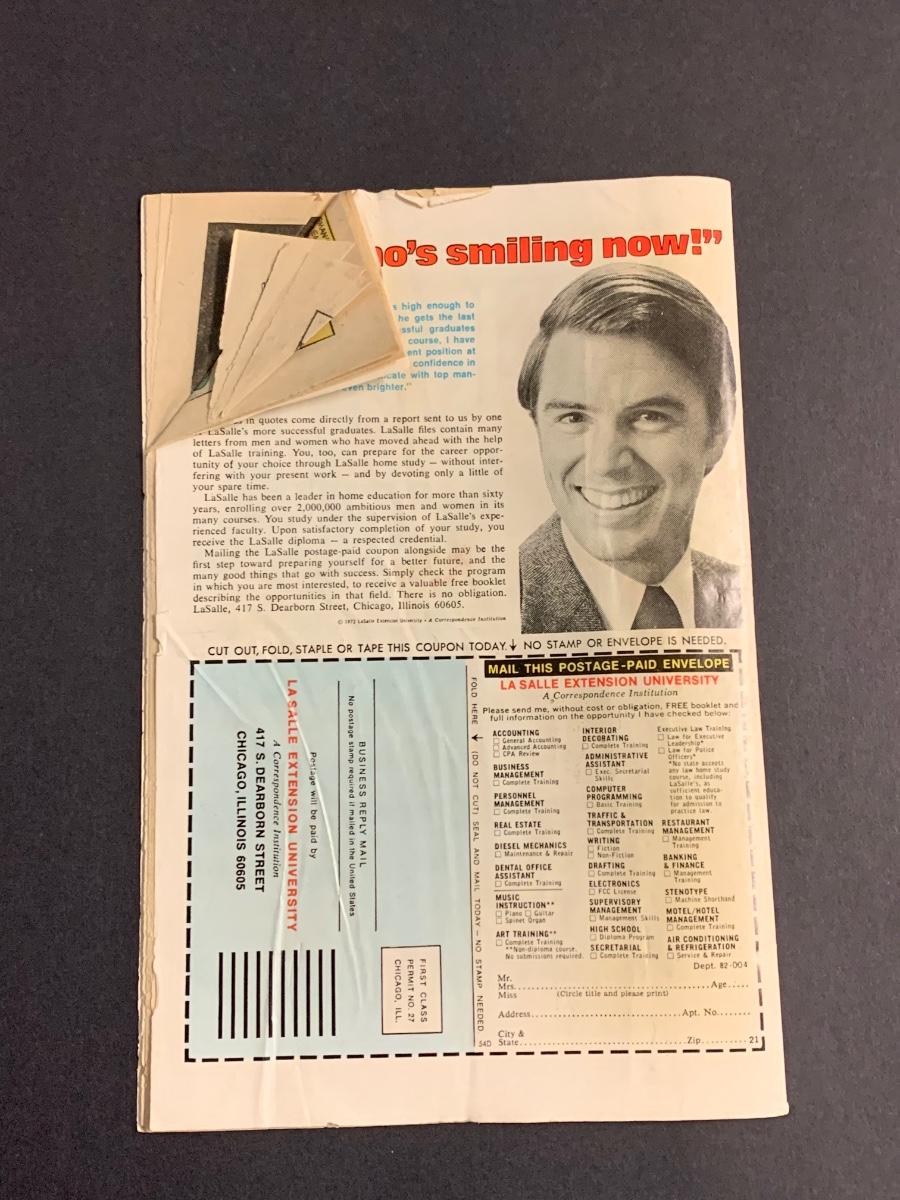 o's smiling now!”
s high enough to
he gets the last
ssful graduates
course, I have
ent position at
confidence in
cate with top man-
even brighter."
in quotes come directly from a report sent to us by one
LaSalle's more successful graduates. LaSalle files contain many
letters from men and women who have moved ahead with the help
of LaSalle training. You, too, can prepare for the career oppor-
tunity of your choice through LaSalle home study — without inter-
fering with your present work — and by devoting only a little of
your spare time.
LaSalle has been a leader in home education for more than sixty
years, enrolling over 2,000,000 ambitious men and women in its
many courses. You study under the supervision of LaSalle's expe-
rienced faculty. Upon satisfactory completion of your study, you
receive the LaSalle diploma — a respected credential.
Mailing the LaSalle postage-paid coupon alongside may be the
first step toward preparing yourself for a better future, and the
many good things that go with success. Simply check the program
in which you are most interested, to receive a valuable free booklet
describing the opportunities in that field. There is no obligation.
LaSalle, 417 S. Dearborn Street, Chicago, Illinois 60605.
© 1972 LaSalle Extension University • A Correspondence Institution
CUT OUT, FOLD, STAPLE OR TAPE THIS COUPON TODAY ↓ NO STAMP OR ENVELOPE IS NEEDED.
FIRST CLASS
PERMIT NO. 27
CHICAGO, ILL.
BUSINESS REPLY MAIL
No postage stamp required if mailed in the United States
Postage will be paid by
LA SALLE EXTENSION UNIVERSITY
A Correspondence Institution
417 S. DEARBORN STREET
CHICAGO, ILLINOIS 60605
FOLD HERE ↓ (DO NOT CUT) SEAL AND MAIL TODAY — NO STAMP NEEDED
MAIL THIS POSTAGE-PAID ENVELOPE
LA SALLE EXTENSION UNIVERSITY
A Correspondence Institution
Please send me, without cost or obligation, FREE booklet and
full information on the opportunity I have checked below:
ACCOUNTING
☐ General Accounting
☐ Advanced Accounting
☐ CPA Review
BUSINESS
MANAGEMENT
☐ Complete Training
PERSONNEL
MANAGEMENT
☐ Complete Training
REAL ESTATE
☐ Complete Training
DIESEL MECHANICS
☐ Maintenance & Repair
DENTAL OFFICE
ASSISTANT
☐ Complete Training
MUSIC
INSTRUCTION**
☐ Piano ☐ Guitar
☐ Spinet Organ
ART TRAINING**
☐ Complete Training
**Non-diploma course.
No submissions required.
INTERIOR
DECORATING
☐ Complete Training
ADMINISTRATIVE
ASSISTANT
☐ Exec. Secretarial
Skills
COMPUTER
PROGRAMMING
☐ Basic Training
TRAFFIC &
TRANSPORTATION
☐ Complete Training
WRITING
☐ Fiction
☐ Non-Fiction
DRAFTING
☐ Complete Training
ELECTRONICS
☐ FCC License
SUPERVISORY
MANAGEMENT
☐ Management Skills
HIGH SCHOOL
☐ Diploma Program
SECRETARIAL
☐ Complete Training
Executive Law Training
☐ Law for Executive
Leadership*
☐ Law for Police
Officers*
*No state accepts
any law home study
course, including
LaSalle's, as
sufficient educa-
tion to qualify
for admission to
practice law.
RESTAURANT
MANAGEMENT
☐ Management
Training
BANKING
& FINANCE
☐ Management
Training
STENOTYPE
☐ Machine Shorthand
MOTEL/HOTEL
MANAGEMENT
☐ Complete Training
AIR CONDITIONING
& REFRIGERATION
☐ Service & Repair
Dept. 82-004
Mr.
Mrs. Age
Miss (Circle title and please print)
Address Apt. No.
City &
State Zip 21
54D